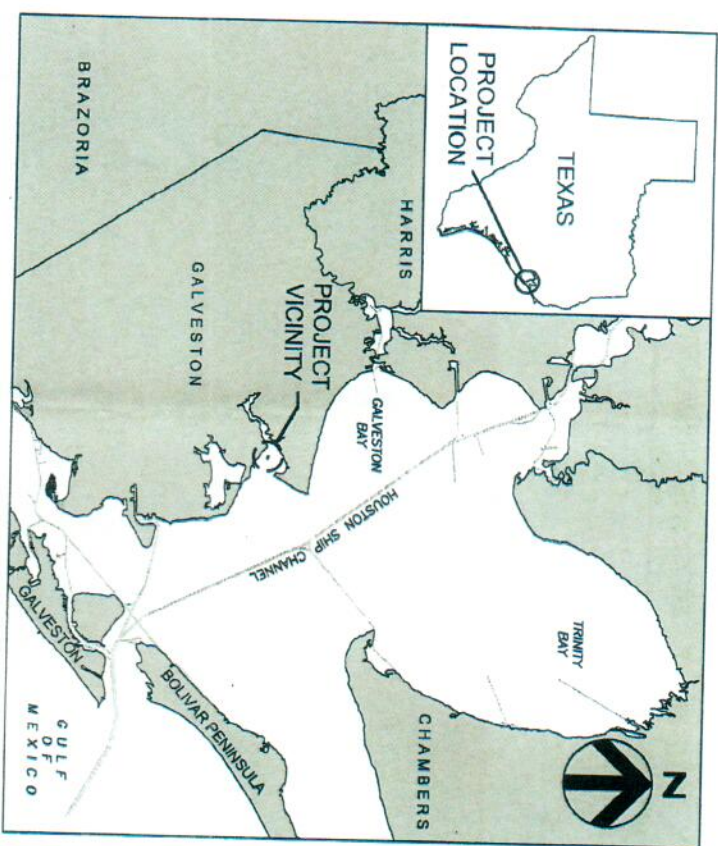 PROJECT
LOCATION
TEXAS
HARRIS
BRAZORIA
GALVESTON
PROJECT
VICINITY
GALVESTON
BAY
HOUSTON SHIP CHANNEL
TRINITY
BAY
CHAMBERS
N
GALVESTON
BOLIVAR PENINSULA
GULF
OF
MEXICO